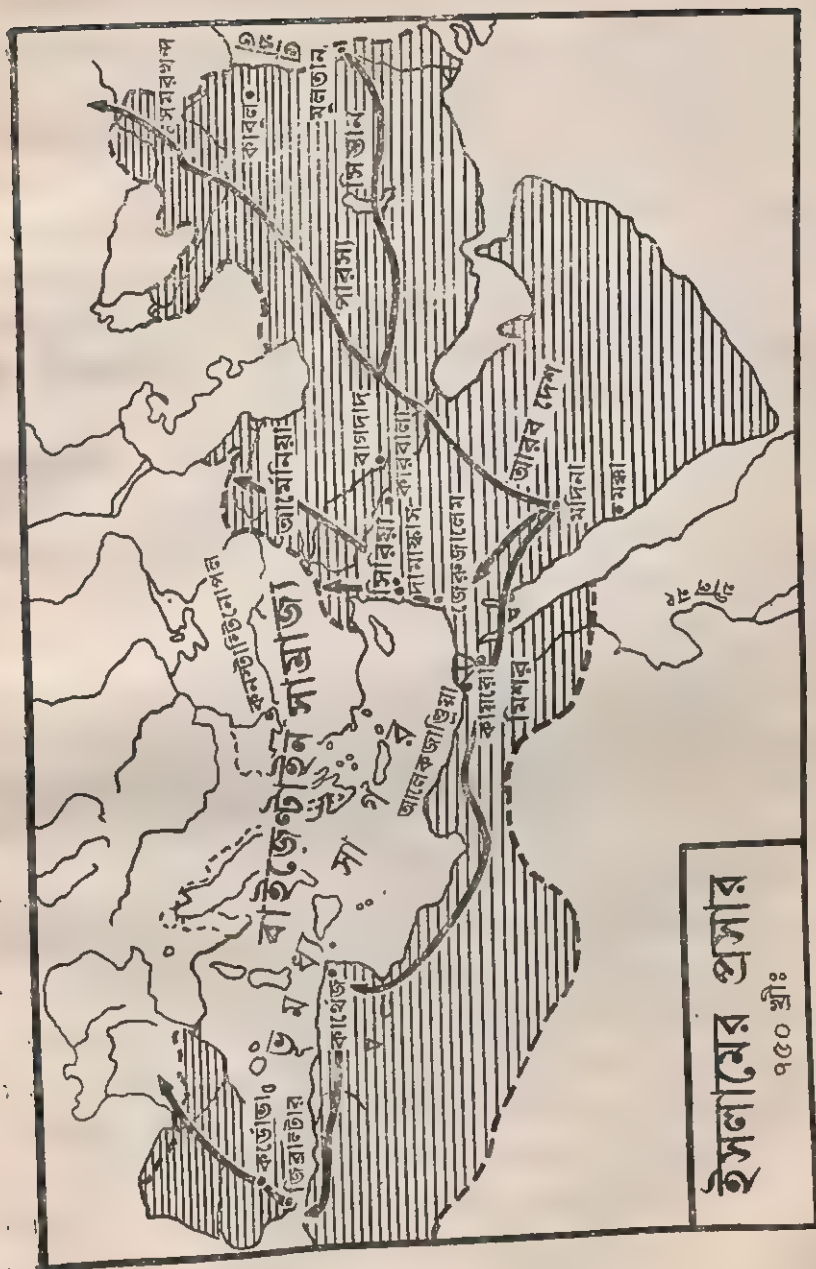 ইসলামের প্রসার
৭৫০ খ্রীঃ
কর্ডোভা
জিব্রাল্টার
কার্থেজ
ভূমধ্য
সাগর
বাইজেন্টাইন সাম্রাজ্য
কনস্টান্টিনোপল
আলেকজান্ড্রিয়া
কায়রো
মিশর
জেরুজালেম
দামাস্কাস
সিরিয়া
আর্মেনিয়া
বাগদাদ
কারবালা
আরব দেশ
মদিনা
মক্কা
পারস্য
সিস্তান
মুলতান
কাবুল
সমরখন্দ